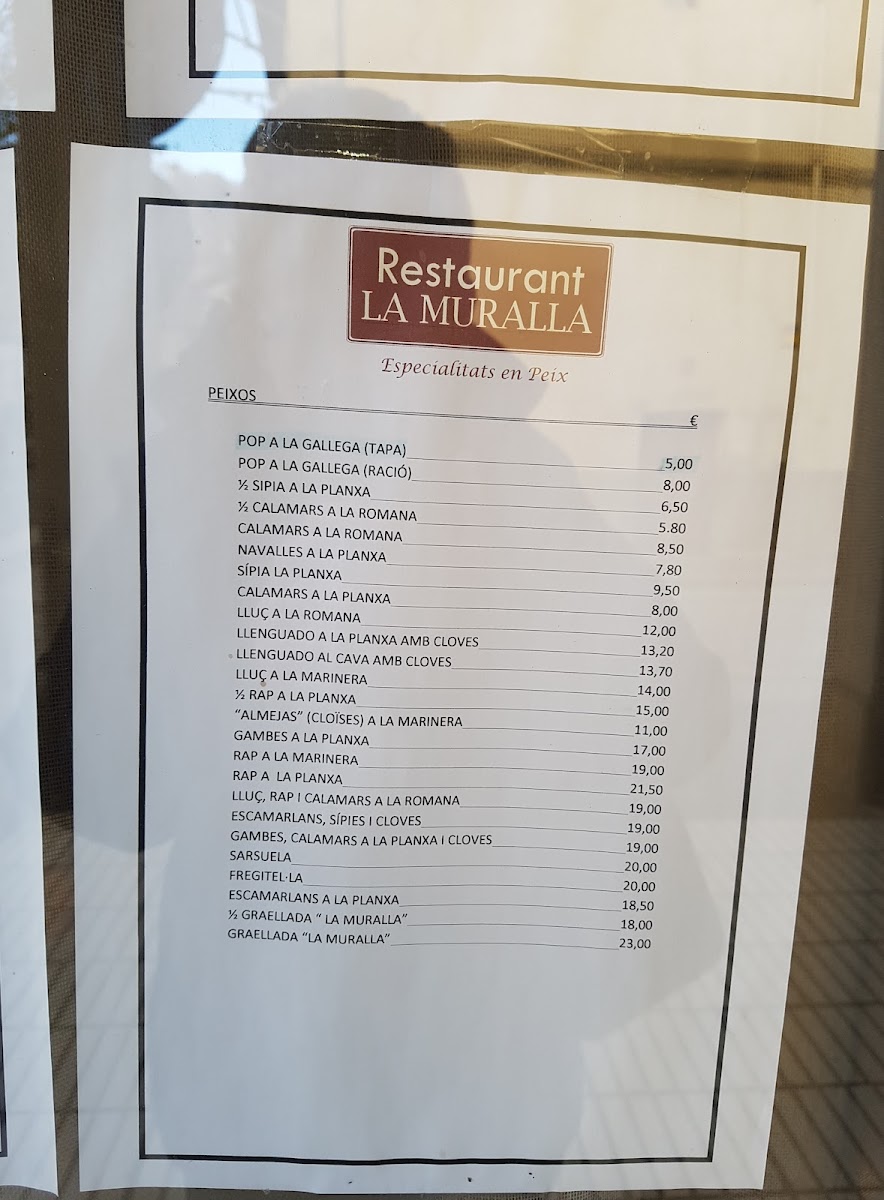 Restaurant
LA MURALLA
Especialitats en Peix
PEIXOS €
POP A LA GALLEGA (TAPA) 5,00
POP A LA GALLEGA (RACIÓ) 8,00
½ SIPIA A LA PLANXA 6,50
½ CALAMARS A LA ROMANA 5.80
CALAMARS A LA ROMANA 8,50
NAVALLES A LA PLANXA 7,80
SÍPIA LA PLANXA 9,50
CALAMARS A LA PLANXA 8,00
LLUÇ A LA ROMANA 12,00
LLENGUADO A LA PLANXA AMB CLOVES 13,20
LLENGUADO AL CAVA AMB CLOVES 13,70
LLUÇ A LA MARINERA 14,00
½ RAP A LA PLANXA 15,00
“ALMEJAS” (CLOÏSES) A LA MARINERA 11,00
GAMBES A LA PLANXA 17,00
RAP A LA MARINERA 19,00
RAP A LA PLANXA 21,50
LLUÇ, RAP I CALAMARS A LA ROMANA 19,00
ESCAMARLANS, SÍPIES I CLOVES 19,00
GAMBES, CALAMARS A LA PLANXA I CLOVES 19,00
SARSUELA 20,00
FREGITEL·LA 20,00
ESCAMARLANS A LA PLANXA 18,50
½ GRAELLADA “ LA MURALLA” 18,00
GRAELLADA “LA MURALLA” 23,00